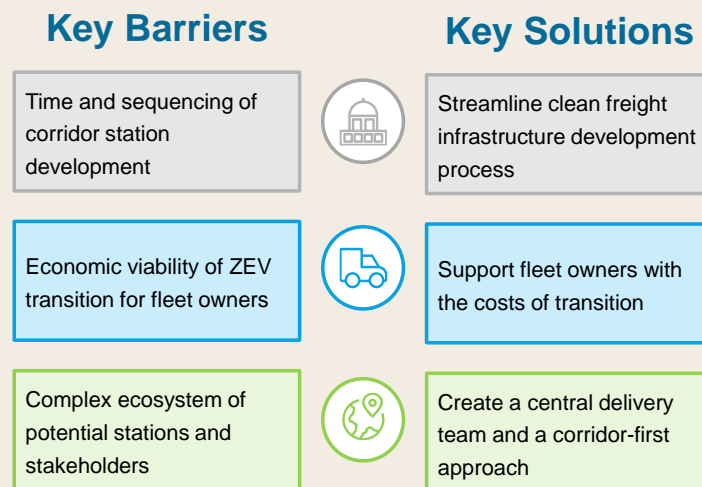 Key Barriers
Key Solutions
Time and sequencing of
corridor station
development
Streamline clean freight
infrastructure development
process
Economic viability of ZEV
transition for fleet owners
Support fleet owners with
the costs of transition
Complex ecosystem of
potential stations and
stakeholders
Create a central delivery
team and a corridor-first
approach